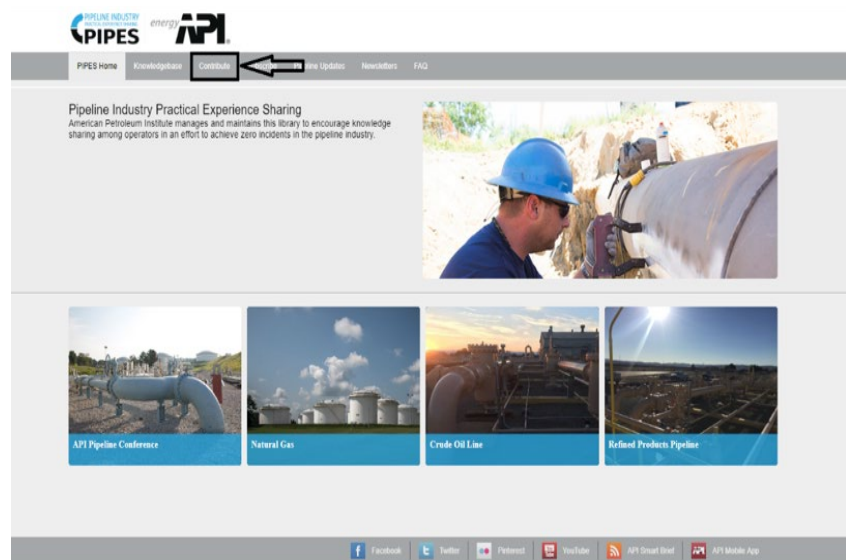 PIPELINE INDUSTRY
PRACTICAL EXPERIENCE SHARING
PIPES
energy API
PIPES Home Knowledgebase Contribute Pipeline Updates Newsletters FAQ
Pipeline Industry Practical Experience Sharing
American Petroleum Institute manages and maintains this library to encourage knowledge
sharing among operators in an effort to achieve zero incidents in the pipeline industry.
API Pipeline Conference Natural Gas Crude Oil Line Refined Products Pipeline
Facebook Twitter Pinterest YouTube API Smart Brief API Mobile App